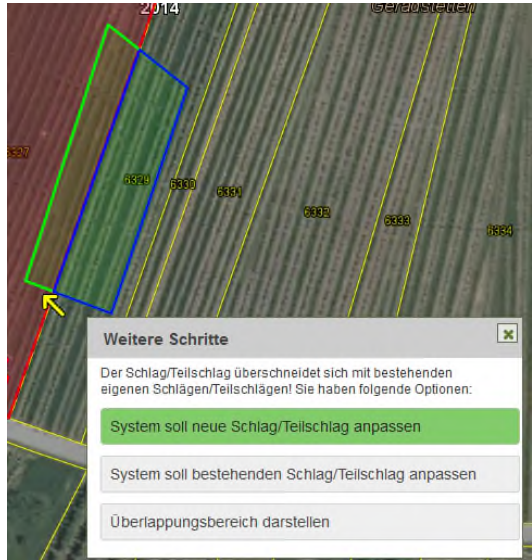 2014
Geradstetten
6327
6329
6330
6331
6332
6333
6334
Weitere Schritte
Der Schlag/Teilschlag überschneidet sich mit bestehenden
eigenen Schlägen/Teilschlägen! Sie haben folgende Optionen:
System soll neue Schlag/Teilschlag anpassen
System soll bestehenden Schlag/Teilschlag anpassen
Überlappungsbereich darstellen